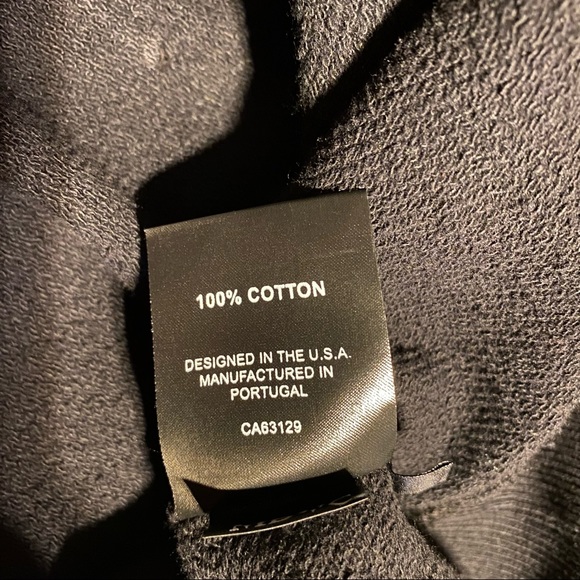 100% COTTON
DESIGNED IN THE U.S.A.
MANUFACTURED IN
PORTUGAL
CA63129